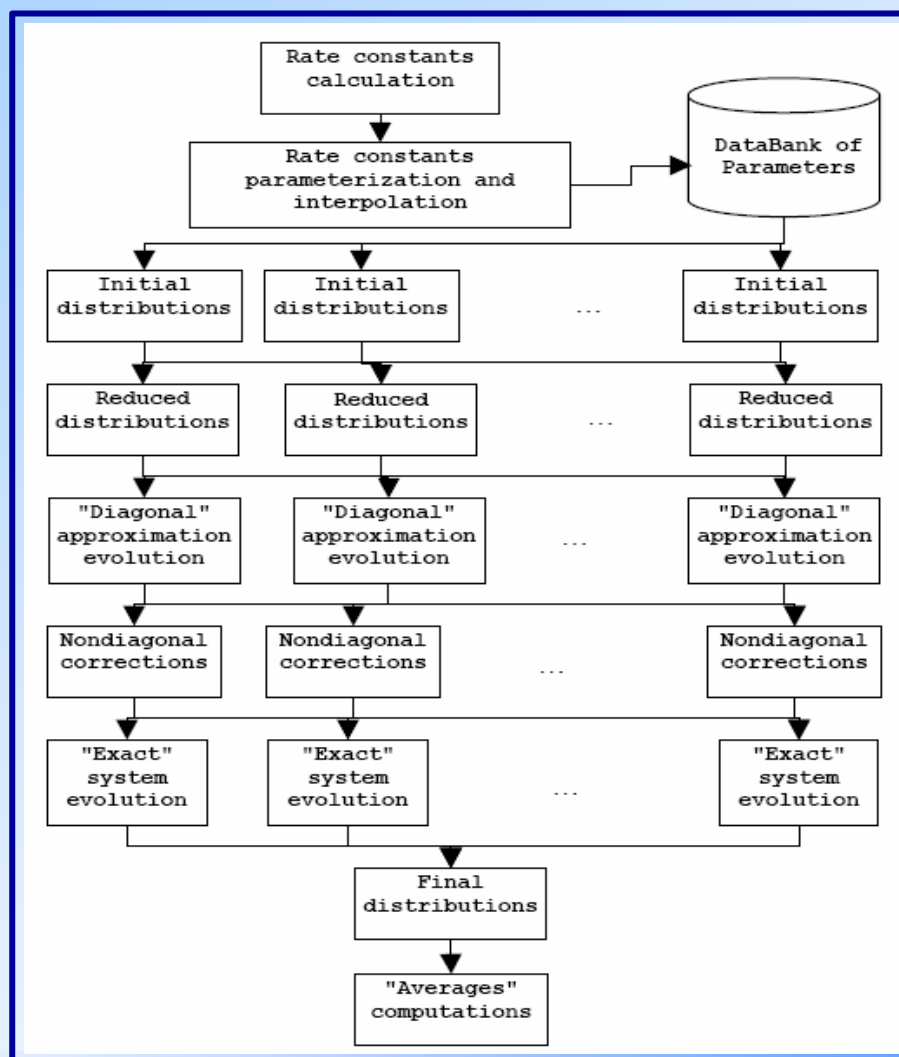 Rate constants
calculation
Rate constants
parameterization and
interpolation
DataBank of
Parameters
Initial
distributions
Initial
distributions
...
Initial
distributions
Reduced
distributions
Reduced
distributions
...
Reduced
distributions
"Diagonal"
approximation
evolution
"Diagonal"
approximation
evolution
...
"Diagonal"
approximation
evolution
Nondiagonal
corrections
Nondiagonal
corrections
...
Nondiagonal
corrections
"Exact"
system
evolution
"Exact"
system
evolution
...
"Exact"
system
evolution
Final
distributions
"Averages"
computations